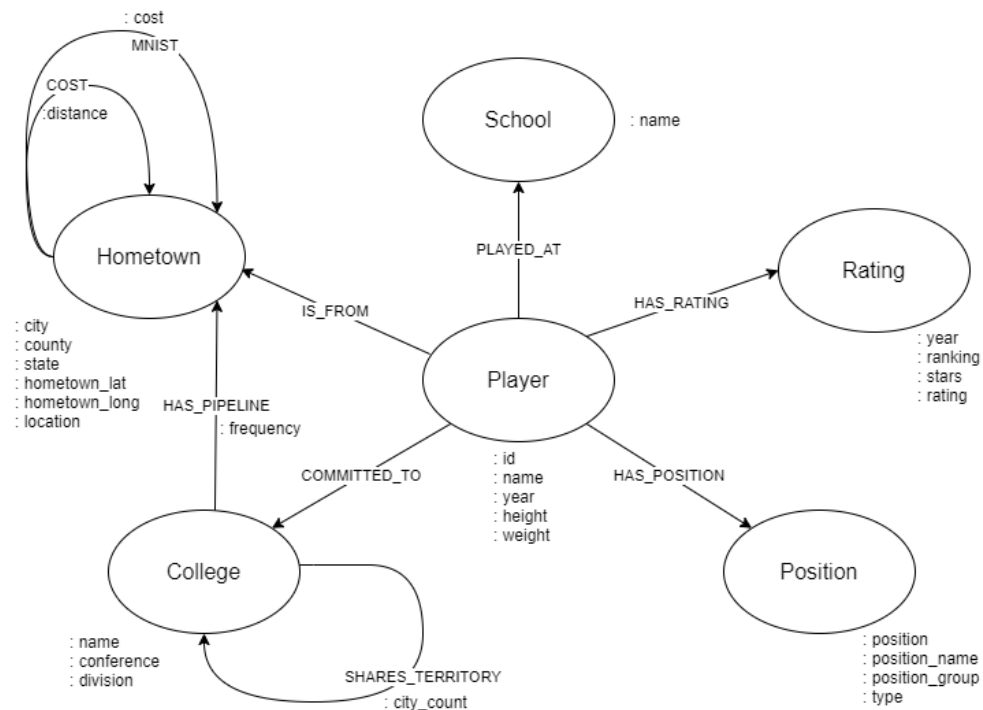 : cost
MNIST
COST
:distance
School
: name
Hometown
PLAYED_AT
Rating
HAS_RATING
IS_FROM
: city
: county
: state
: hometown_lat
: hometown_long
: location
: year
: ranking
: stars
: rating
Player
HAS_PIPELINE
: frequency
: id
: name
: year
: height
: weight
COMMITTED_TO
HAS_POSITION
College
Position
: name
: conference
: division
SHARES_TERRITORY
: city_count
: position
: position_name
: position_group
: type